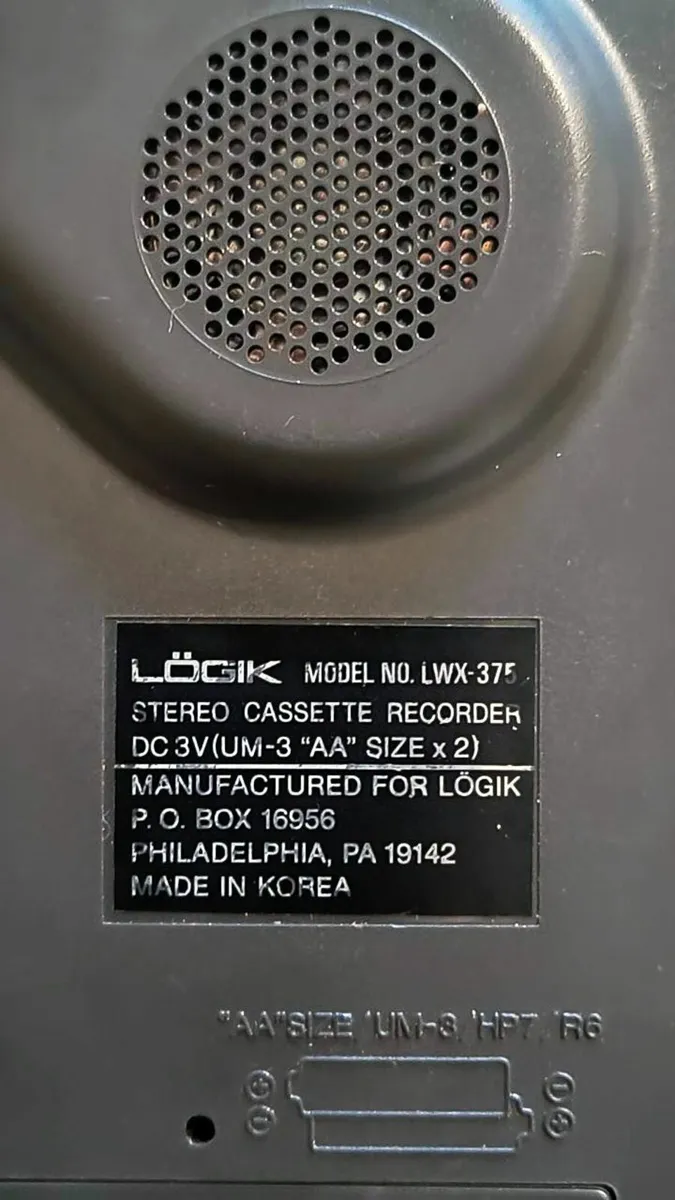 LÖGIK MODEL NO. LWX-375
STEREO CASSETTE RECORDER
DC 3V (UM-3 “AA” SIZE x 2)
MANUFACTURED FOR LÖGIK
P. O. BOX 16956
PHILADELPHIA, PA 19142
MADE IN KOREA
"AA"SIZE, 'UM-3, 'HP7, 'R6
+ −
− +